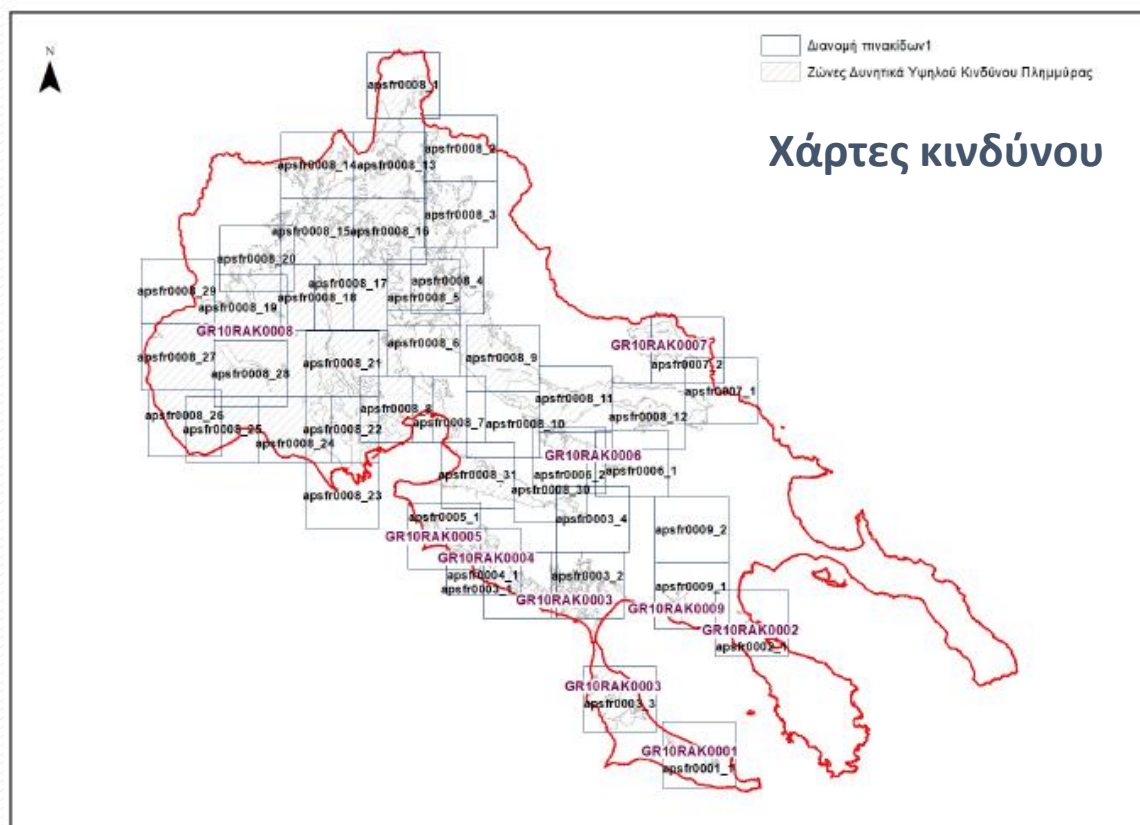 N
Διανομή πινακίδων1
Ζώνες Δυνητικά Υψηλού Κινδύνου Πλημμύρας
Χάρτες κινδύνου
apsfr0008_1
apsfr0008_2
apsfr0008_14
apsfr0008_13
apsfr0008_3
apsfr0008_15
apsfr0008_16
apsfr0008_20
apsfr0008_29
apsfr0008_17
apsfr0008_4
apsfr0008_18
apsfr0008_5
apsfr0008_19
GR10RAK0008
apsfr0008_6
GR10RAK0007
apsfr0008_27
apsfr0008_21
apsfr0008_9
apsfr0007_2
apsfr0008_28
apsfr0007_1
apsfr0008_11
apsfr0008_26
apsfr0008_8
apsfr0008_12
apsfr0008_25
apsfr0008_22
apsfr0008_7
apsfr0008_10
apsfr0008_24
GR10RAK0006
apsfr0008_31
apsfr0006_2
apsfr0006_1
apsfr0008_30
apsfr0008_23
apsfr0005_1
apsfr0003_4
apsfr0009_2
GR10RAK0005
GR10RAK0004
apsfr0004_1
apsfr0003_2
apsfr0003_1
apsfr0009_1
GR10RAK0003
GR10RAK0009
GR10RAK0002
apsfr0002_1
GR10RAK0003
apsfr0003_3
GR10RAK0001
apsfr0001_1